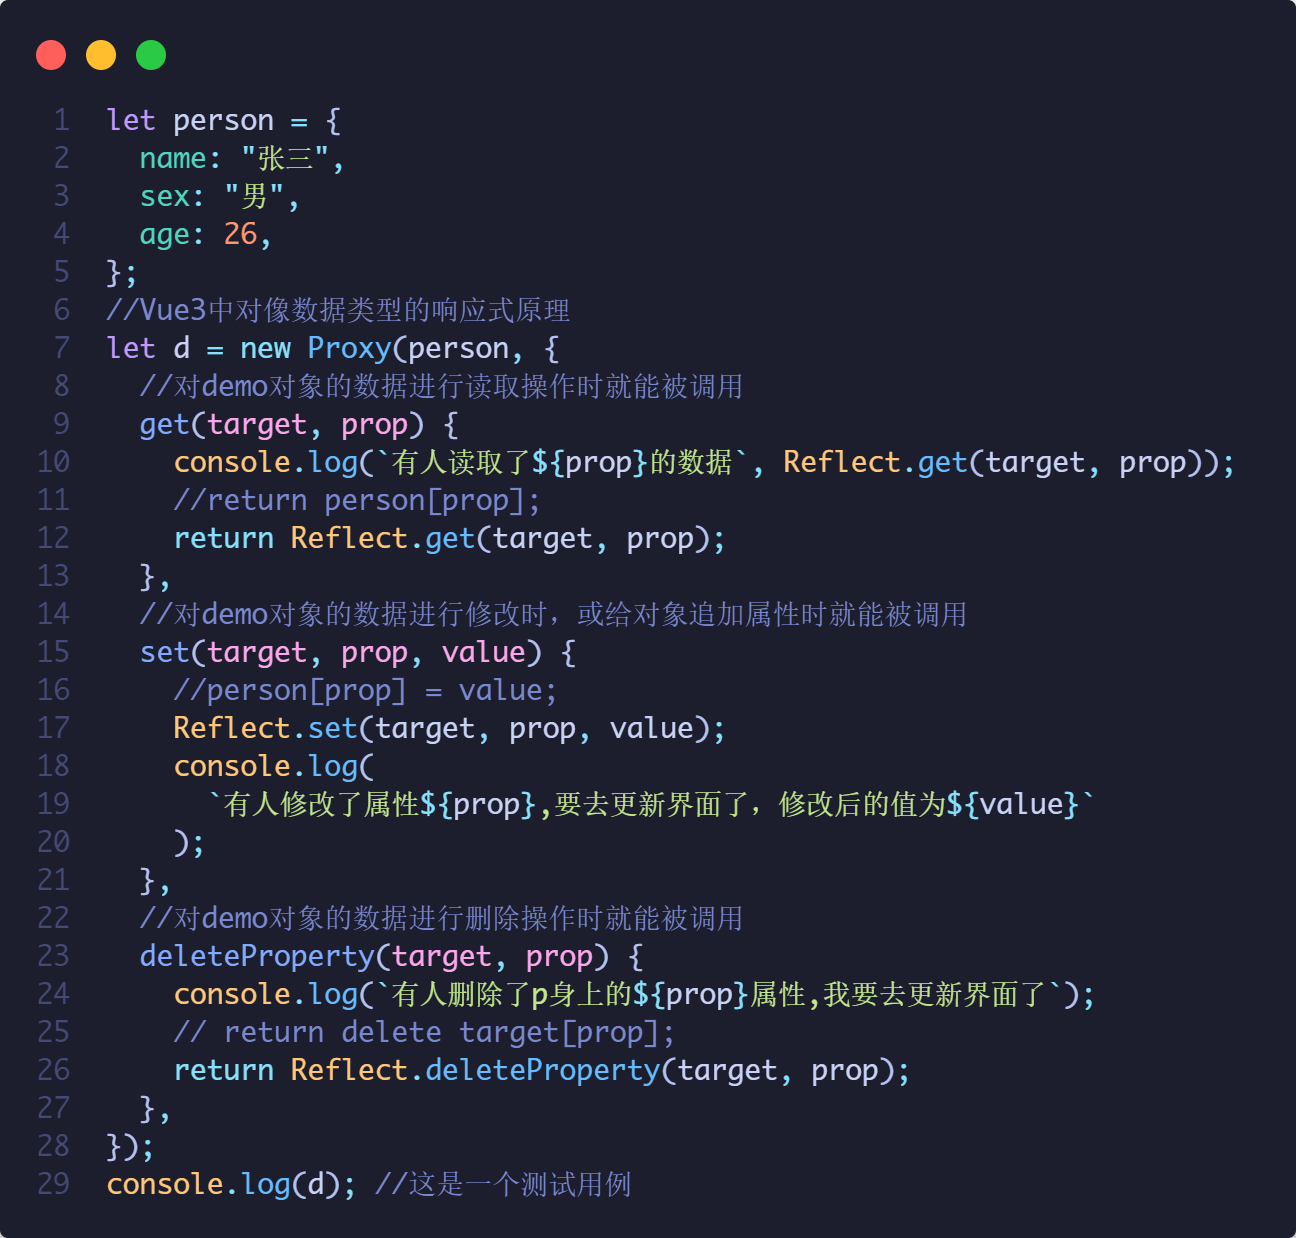 1 let person = {
2   name: "张三",
3   sex: "男",
4   age: 26,
5 };
6 //Vue3中对像数据类型的响应式原理
7 let d = new Proxy(person, {
8   //对demo对象的数据进行读取操作时就能被调用
9   get(target, prop) {
10     console.log(`有人读取了${prop}的数据`, Reflect.get(target, prop));
11     //return person[prop];
12     return Reflect.get(target, prop);
13   },
14   //对demo对象的数据进行修改时，或给对象追加属性时就能被调用
15   set(target, prop, value) {
16     //person[prop] = value;
17     Reflect.set(target, prop, value);
18     console.log(
19       `有人修改了属性${prop},要去更新界面了，修改后的值为${value}`
20     );
21   },
22   //对demo对象的数据进行删除操作时就能被调用
23   deleteProperty(target, prop) {
24     console.log(`有人删除了p身上的${prop}属性,我要去更新界面了`);
25     // return delete target[prop];
26     return Reflect.deleteProperty(target, prop);
27   },
28 });
29 console.log(d); //这是一个测试用例